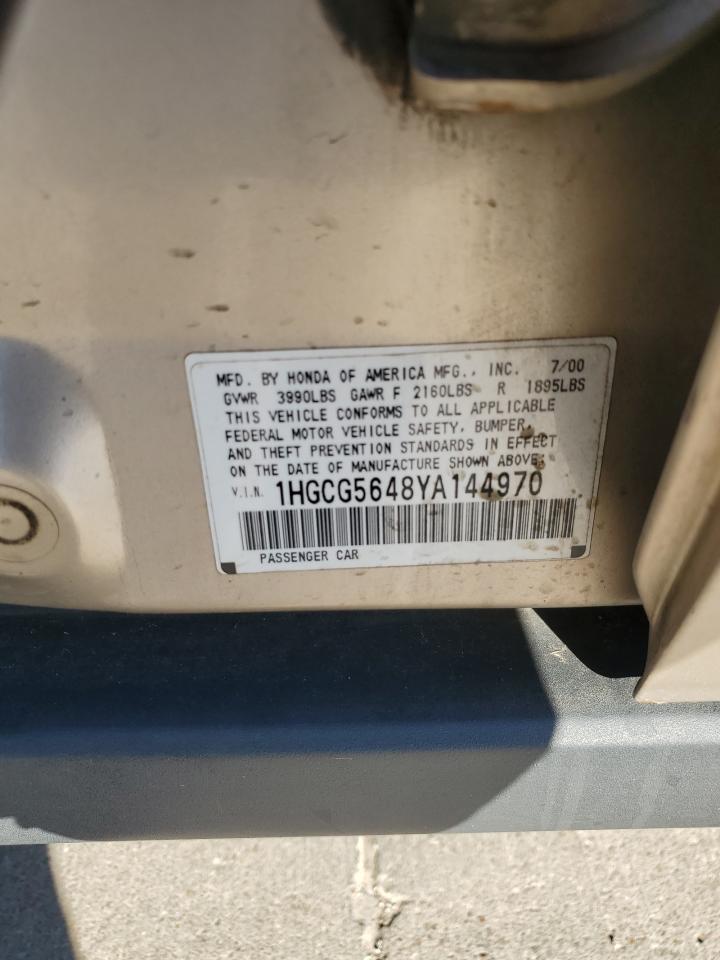 MFD. BY HONDA OF AMERICA MFG., INC. 7/00
GVWR 3990LBS GAWR F 2160LBS R 1895LBS
THIS VEHICLE CONFORMS TO ALL APPLICABLE
FEDERAL MOTOR VEHICLE SAFETY, BUMPER,
AND THEFT PREVENTION STANDARDS IN EFFECT
ON THE DATE OF MANUFACTURE SHOWN ABOVE.
V.I.N. 1HGCG5648YA144970
PASSENGER CAR